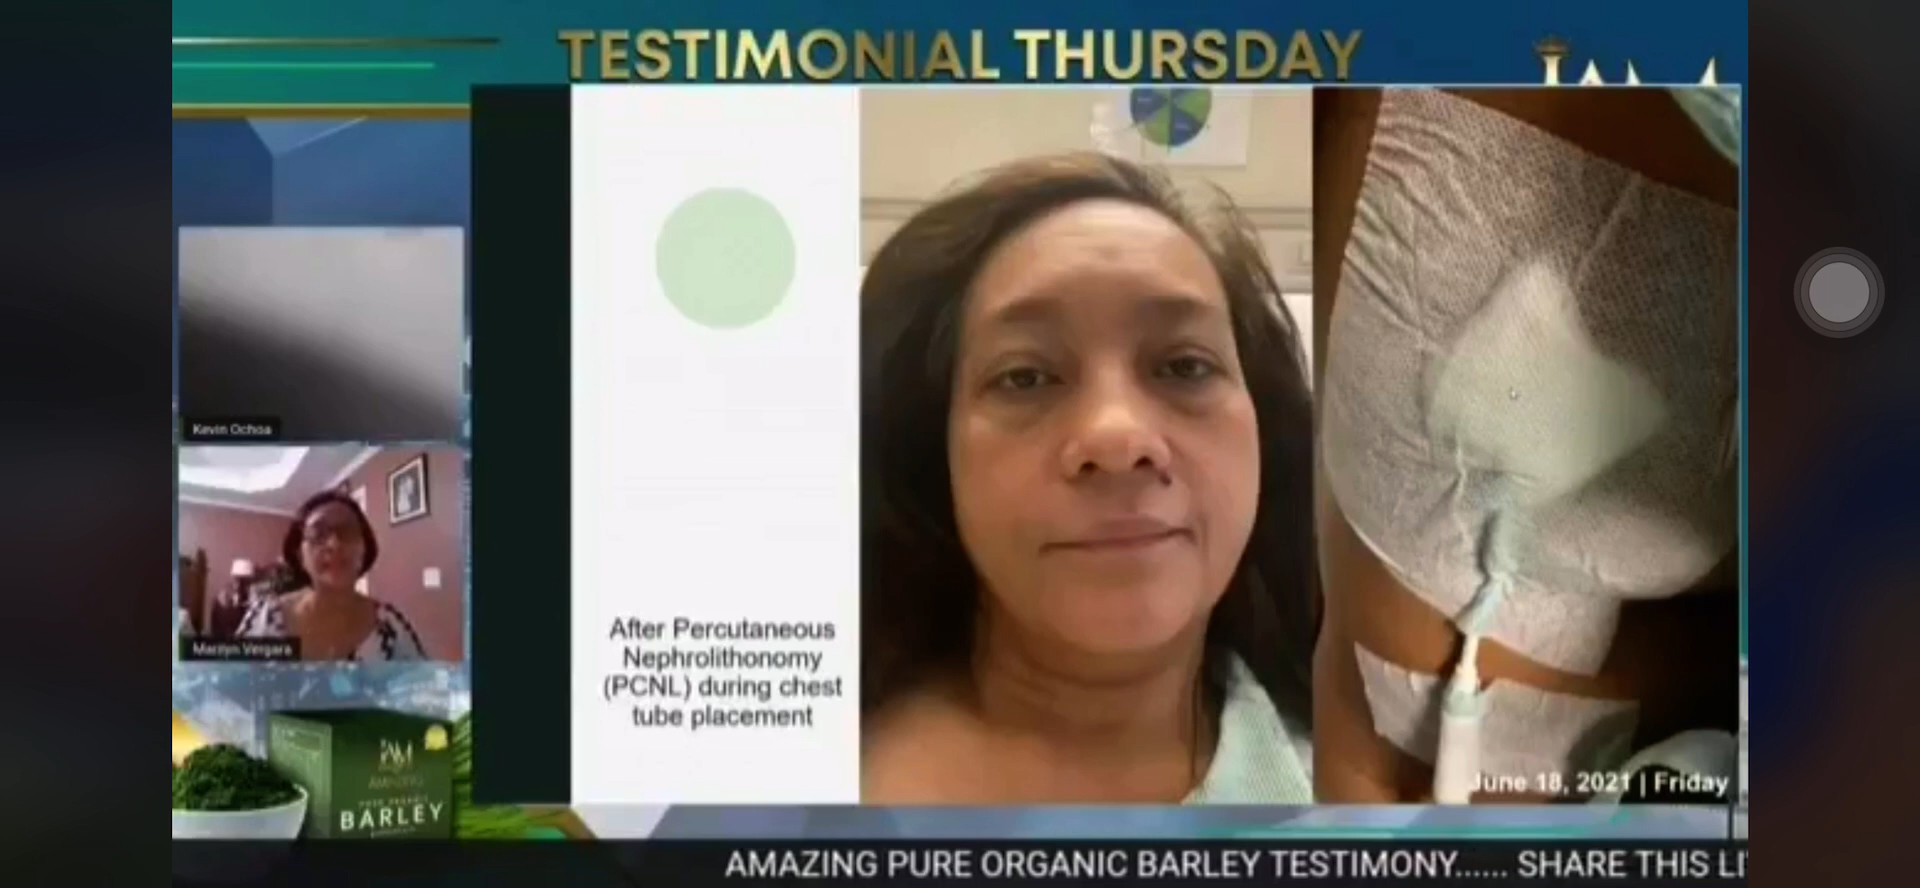 TESTIMONIAL THURSDAY
Kevin Ochoa
Vergara
After Percutaneous
Nephrolithonomy
(PCNL) during chest
tube placement
June 18, 2021 | Friday
BARLEY
AMAZING PURE ORGANIC BARLEY TESTIMONY...... SHARE THIS LI